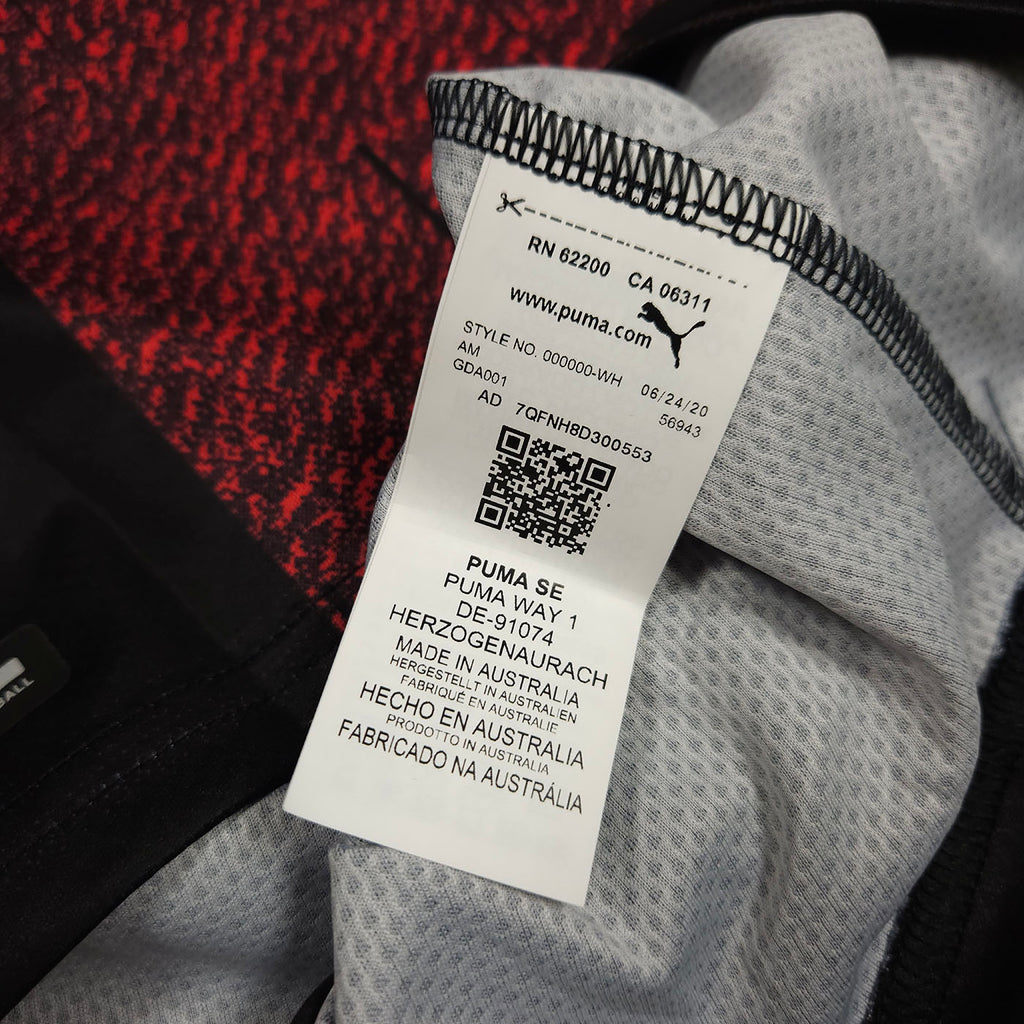 RN 62200 CA 06311
www.puma.com
STYLE NO. 000000-WH 06/24/20
AM 56943
GDA001
AD 7QFNH8D300553
PUMA SE
PUMA WAY 1
DE-91074
HERZOGENAURACH
MADE IN AUSTRALIA
HERGESTELLT IN AUSTRALIEN
FABRIQUÉ EN AUSTRALIE
HECHO EN AUSTRALIA
PRODOTTO IN AUSTRALIA
FABRICADO NA AUSTRÁLIA